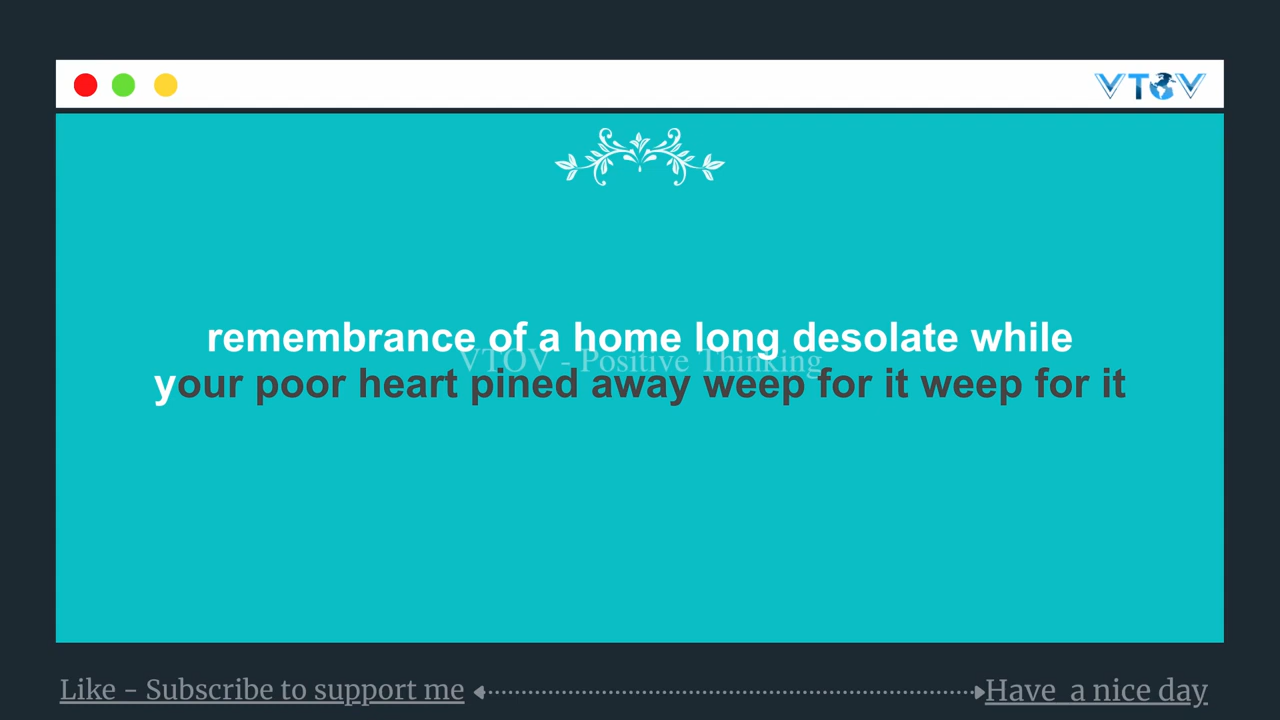 VTOV
remembrance of a home long desolate while
VTOV - Positive Thinking
your poor heart pined away weep for it weep for it
Like - Subscribe to support me
Have a nice day